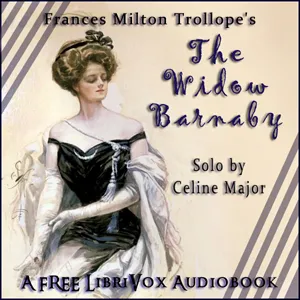 Frances Milton Trollope's
The
Widow
Barnaby
Solo by
Celine Major
A FREE LIBRIVOX AUDIOBOOK